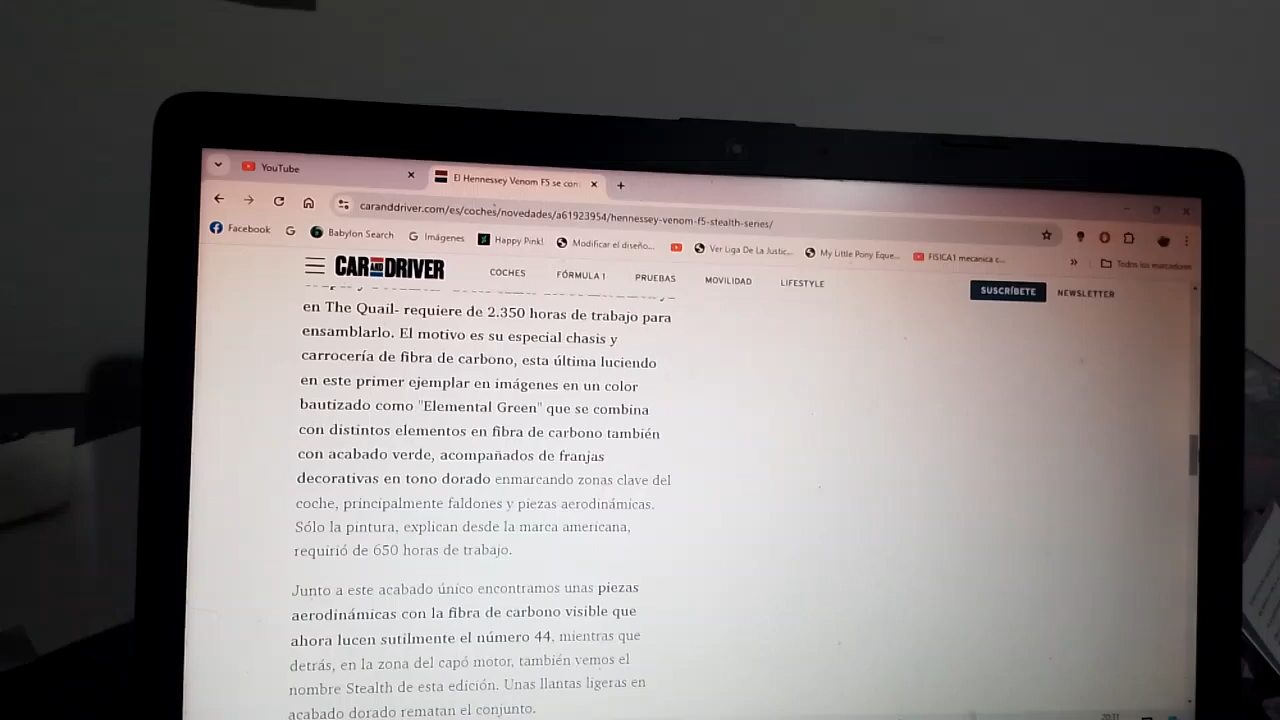 YouTube
El Hennessey Venom F5 se con
caranddriver.com/es/coches/novedades/a61923954/hennessey-venom-f5-stealth-series/
Facebook
Babylon Search
Imágenes
Happy Pink!
Modificar el diseño...
Ver Liga De La Justic...
My Little Pony Eque...
FISICA1 mecanica c...
Todos los marcadores
CAR AND DRIVER
COCHES
FÓRMULA 1
PRUEBAS
MOVILIDAD
LIFESTYLE
SUSCRÍBETE
NEWSLETTER
en The Quail- requiere de 2.350 horas de trabajo para
ensamblarlo. El motivo es su especial chasis y
carrocería de fibra de carbono, esta última luciendo
en este primer ejemplar en imágenes en un color
bautizado como "Elemental Green" que se combina
con distintos elementos en fibra de carbono también
con acabado verde, acompañados de franjas
decorativas en tono dorado enmarcando zonas clave del
coche, principalmente faldones y piezas aerodinámicas.
Sólo la pintura, explican desde la marca americana,
requirió de 650 horas de trabajo.
Junto a este acabado único encontramos unas piezas
aerodinámicas con la fibra de carbono visible que
ahora lucen sutilmente el número 44, mientras que
detrás, en la zona del capó motor, también vemos el
nombre Stealth de esta edición. Unas llantas ligeras en
acabado dorado rematan el conjunto.